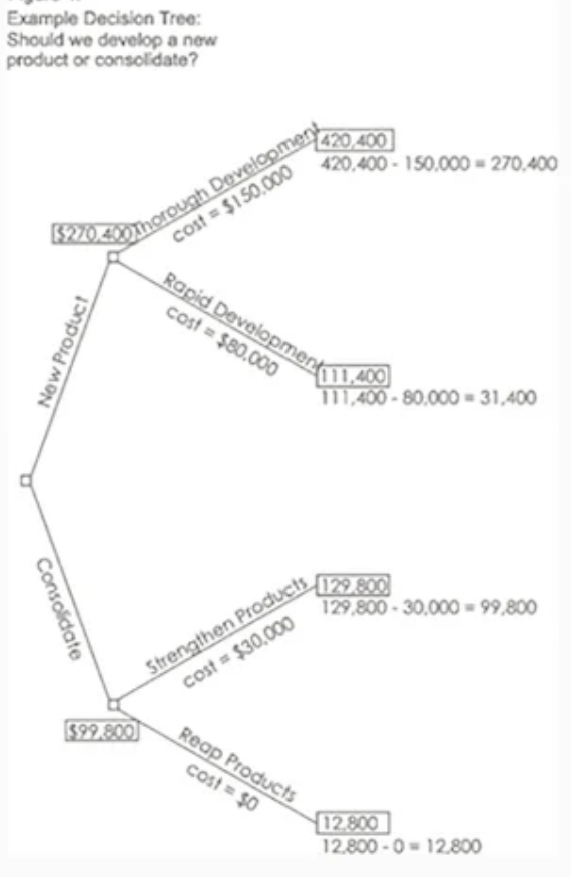 Example Decision Tree:
Should we develop a new
product or consolidate?
Thorough Development
cost = $150,000
420,400
420,400 - 150,000 = 270,400
$270,400
Rapid Development
cost = $80,000
111,400
111,400 - 80,000 = 31,400
New Product
Consolidate
Strengthen Products
cost = $30,000
129,800
129,800 - 30,000 = 99,800
$99,800
Reap Products
cost = $0
12,800
12,800 - 0 = 12,800